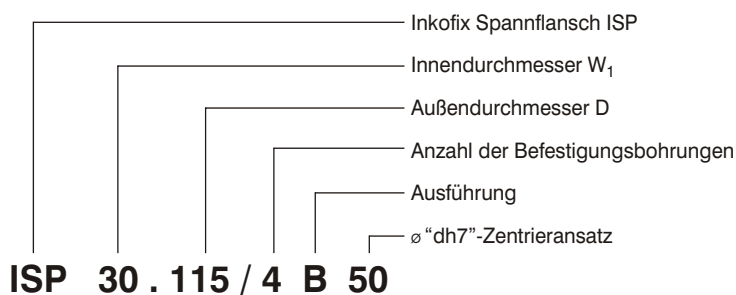 Inkofix Spannflansch ISP
Innendurchmesser W₁
Außendurchmesser D
Anzahl der Befestigungsbohrungen
Ausführung
ø “dh7”-Zentrieransatz
ISP 30 . 115 / 4 B 50